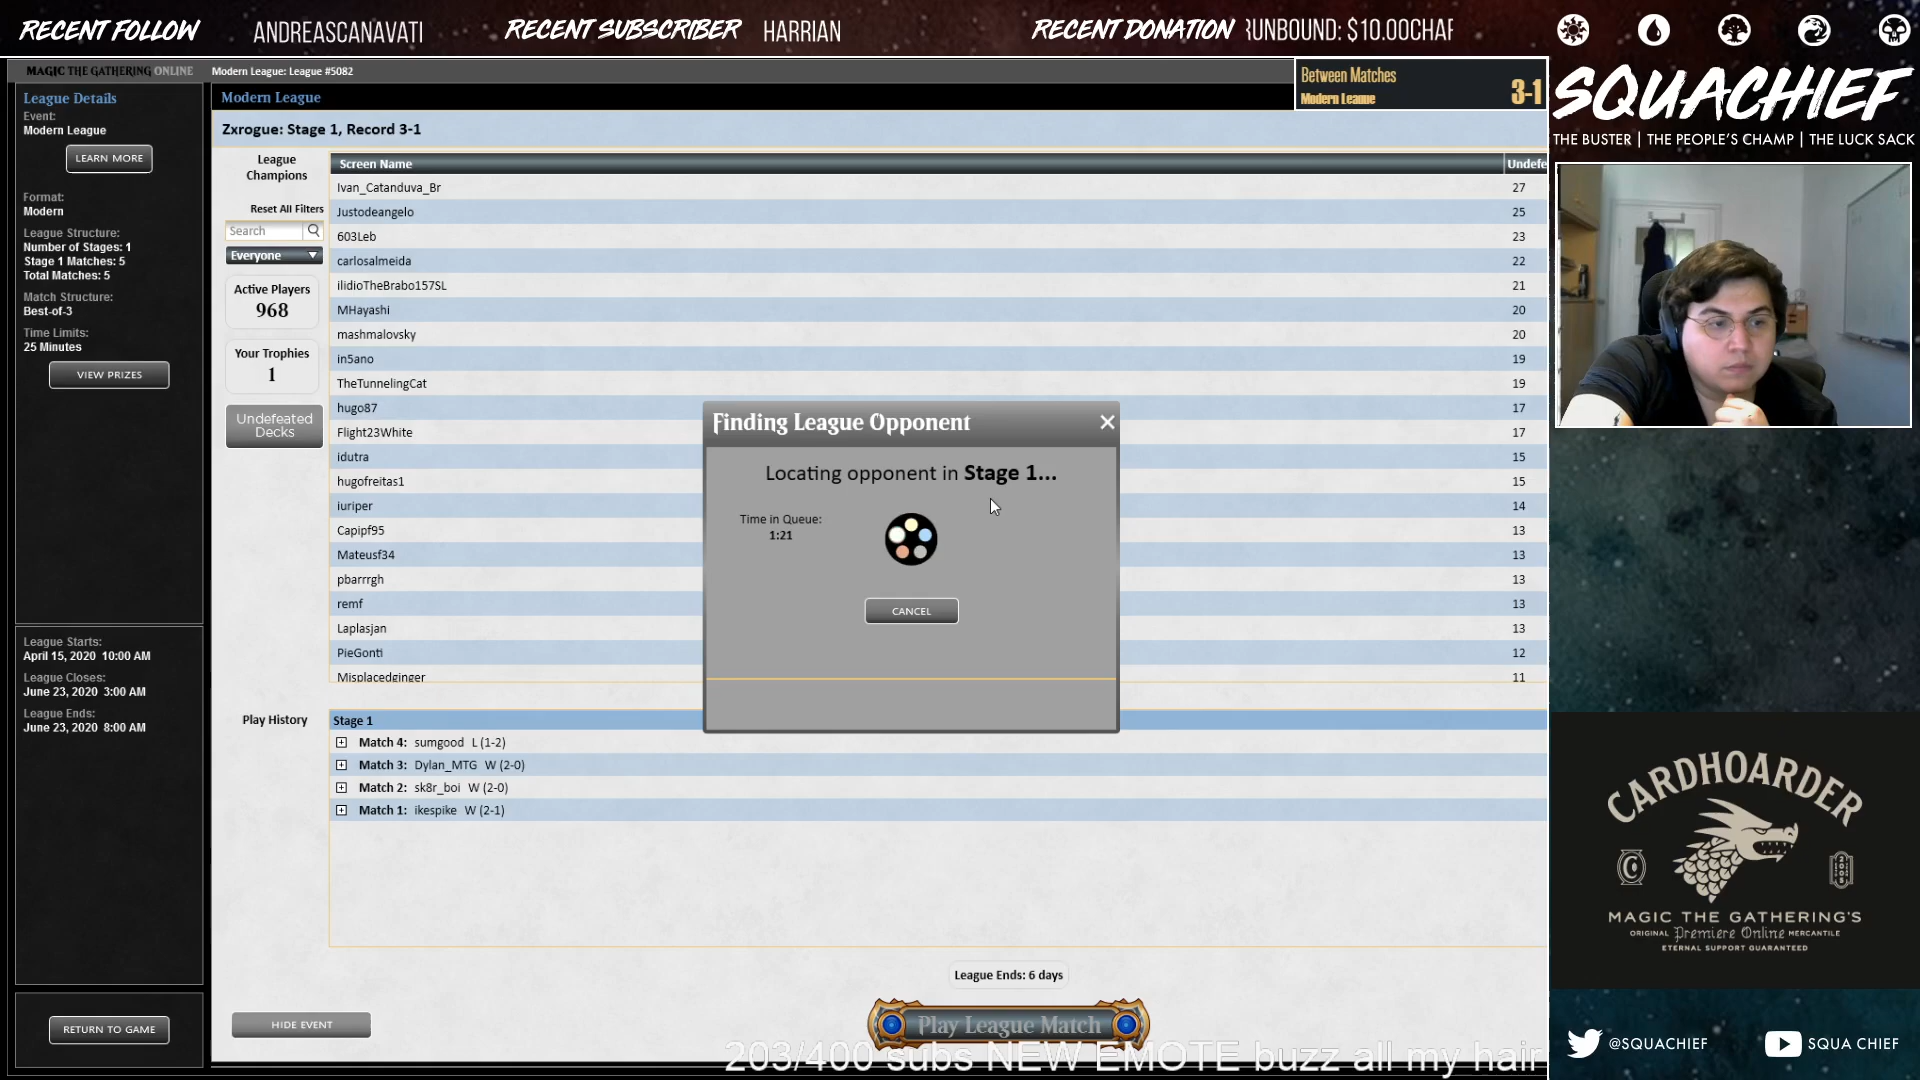 RECENT FOLLOW ANDREASCANAVATI RECENT SUBSCRIBER HARRIAN RECENT DONATION RUNBOUND: $10.00CHAF
MAGIC THE GATHERING ONLINE Modern League: League #5082
Between Matches
Modern League 3-1
SQUACHIEF
THE BUSTER | THE PEOPLE'S CHAMP | THE LUCK SACK
League Details
Event:
Modern League
LEARN MORE
Format:
Modern
League Structure:
Number of Stages: 1
Stage 1 Matches: 5
Total Matches: 5
Match Structure:
Best-of-3
Time Limits:
25 Minutes
VIEW PRIZES
League Starts:
April 15, 2020 10:00 AM
League Closes:
June 23, 2020 3:00 AM
League Ends:
June 23, 2020 8:00 AM
RETURN TO GAME
Modern League
Zxrogue: Stage 1, Record 3-1
League
Champions
Reset All Filters
Search
Everyone
Active Players
968
Your Trophies
1
Undefeated
Decks
Screen Name Undefe
Ivan_Catanduva_Br 27
Justodeangelo 25
603Leb 23
carlosalmeida 22
ilidioTheBrabo157SL 21
MHayashi 20
mashmalovsky 20
in5ano 19
TheTunnelingCat 19
hugo87 17
Flight23White 17
idutra 15
hugofreitas1 15
iuriper 14
Capipf95 13
Mateusf34 13
pbarrrgh 13
remf 13
Laplasjan 13
PieGonti 12
Misplacedginger 11
Finding League Opponent
Locating opponent in Stage 1...
Time in Queue:
1:21
CANCEL
Play History
Stage 1
Match 4: sumgood L (1-2)
Match 3: Dylan_MTG W (2-0)
Match 2: sk8r_boi W (2-0)
Match 1: ikespike W (2-1)
League Ends: 6 days
HIDE EVENT
Play League Match
203/400 subs NEW EMOTE buzz all my hair
CARDHOARDER
C
2005
MAGIC THE GATHERING'S
ORIGINAL Premiere Online MERCANTILE
ETERNAL SUPPORT GUARANTEED
@SQUACHIEF SQUA CHIEF